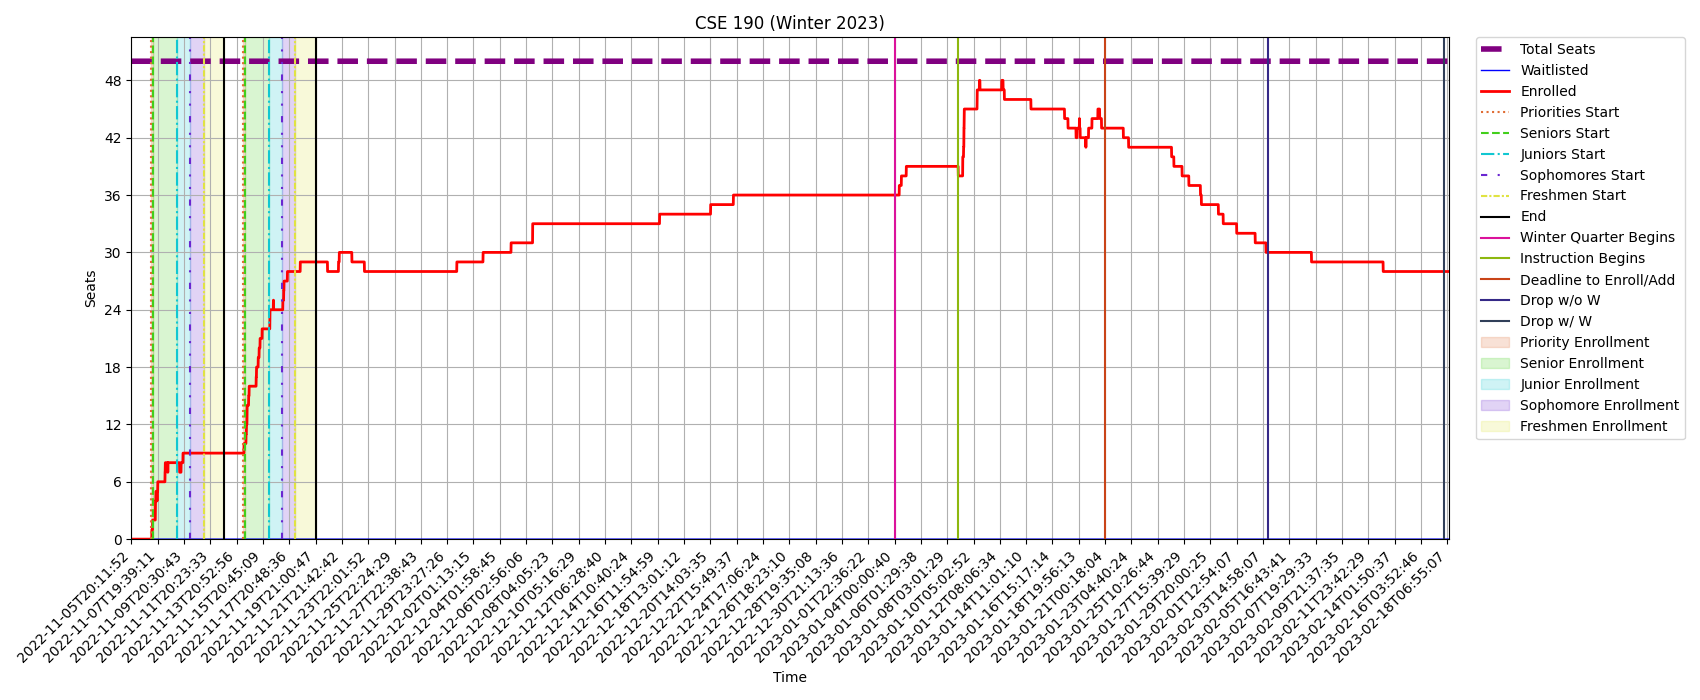 CSE 190 (Winter 2023)
Seats
48
42
36
30
24
18
12
6
0
2022-11-05T20:11:52
2022-11-07T19:39:11
2022-11-09T20:30:43
2022-11-11T20:23:33
2022-11-13T20:52:56
2022-11-15T20:45:09
2022-11-17T20:48:36
2022-11-19T21:00:47
2022-11-21T21:42:42
2022-11-23T22:01:52
2022-11-25T22:24:29
2022-11-27T22:38:43
2022-11-29T23:27:26
2022-12-02T01:13:15
2022-12-04T01:58:45
2022-12-06T02:56:06
2022-12-08T04:05:23
2022-12-10T05:16:29
2022-12-12T06:28:40
2022-12-14T10:40:24
2022-12-16T11:54:59
2022-12-18T13:01:12
2022-12-20T14:03:35
2022-12-22T15:49:37
2022-12-24T17:06:24
2022-12-26T18:23:10
2022-12-28T19:35:08
2022-12-30T21:13:36
2023-01-01T22:36:22
2023-01-04T00:00:40
2023-01-06T01:29:38
2023-01-08T03:01:29
2023-01-10T05:02:52
2023-01-12T08:06:34
2023-01-14T11:01:10
2023-01-16T15:17:14
2023-01-18T19:56:13
2023-01-21T00:18:04
2023-01-23T04:40:24
2023-01-25T10:26:44
2023-01-27T15:39:29
2023-01-29T20:00:25
2023-02-01T12:54:07
2023-02-03T14:58:07
2023-02-05T16:43:41
2023-02-07T19:29:33
2023-02-09T21:37:35
2023-02-11T23:42:29
2023-02-14T01:50:37
2023-02-16T03:52:46
2023-02-18T06:55:07
Time
Total Seats
Waitlisted
Enrolled
Priorities Start
Seniors Start
Juniors Start
Sophomores Start
Freshmen Start
End
Winter Quarter Begins
Instruction Begins
Deadline to Enroll/Add
Drop w/o W
Drop w/ W
Priority Enrollment
Senior Enrollment
Junior Enrollment
Sophomore Enrollment
Freshmen Enrollment